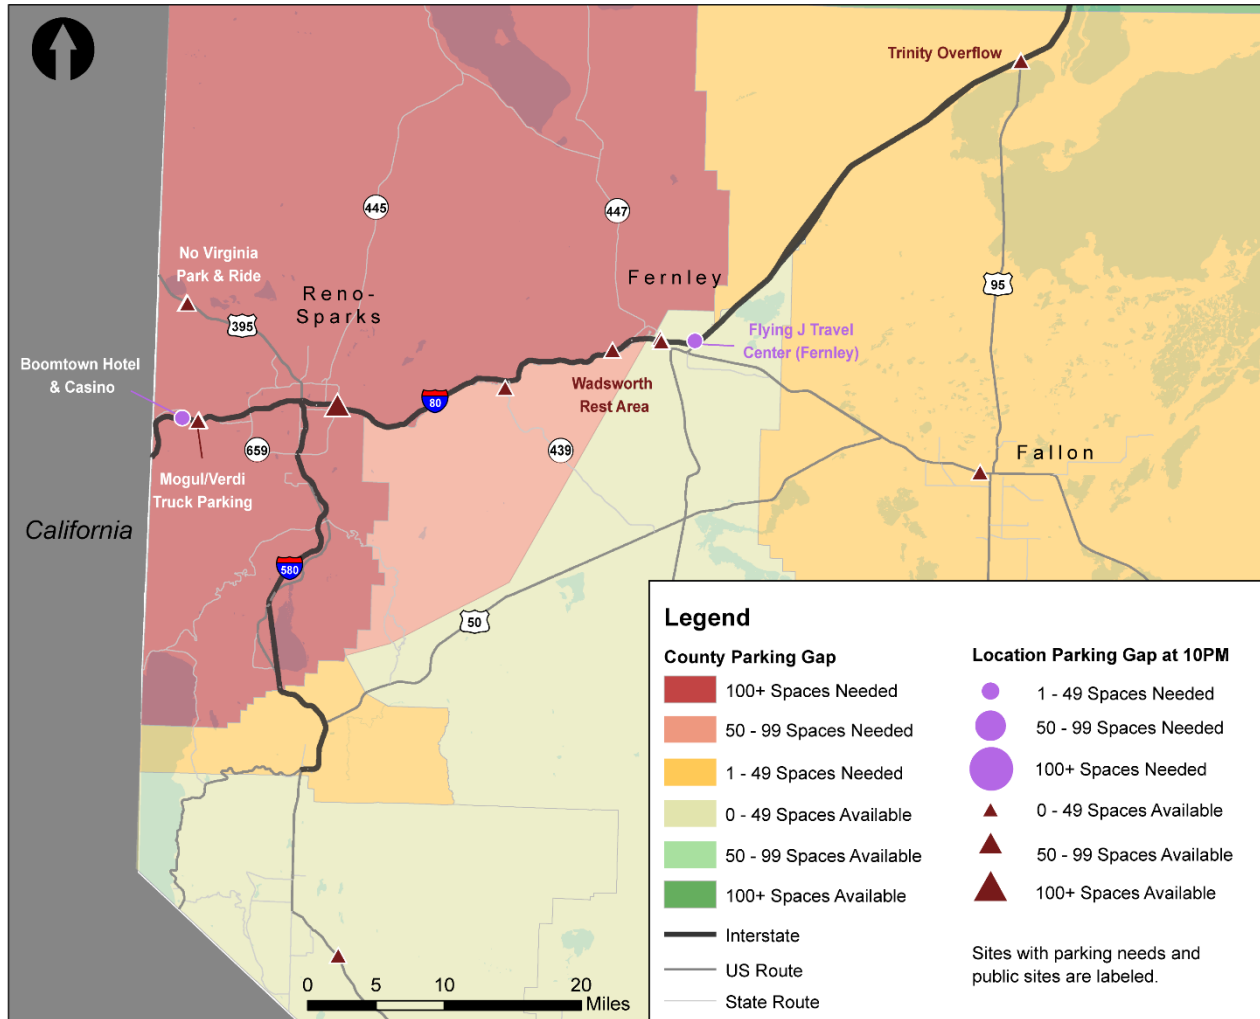 Trinity Overflow
445
447
No Virginia
Park & Ride
Fernley
Reno-
Sparks
95
395
Flying J Travel
Center (Fernley)
Boomtown Hotel
& Casino
Wadsworth
Rest Area
80
659
439
Fallon
Mogul/Verdi
Truck Parking
California
580
50
Legend
County Parking Gap
100+ Spaces Needed
50 - 99 Spaces Needed
1 - 49 Spaces Needed
0 - 49 Spaces Available
50 - 99 Spaces Available
100+ Spaces Available
Interstate
US Route
State Route
Location Parking Gap at 10PM
1 - 49 Spaces Needed
50 - 99 Spaces Needed
100+ Spaces Needed
0 - 49 Spaces Available
50 - 99 Spaces Available
100+ Spaces Available
Sites with parking needs and
public sites are labeled.
0 5 10 20
Miles